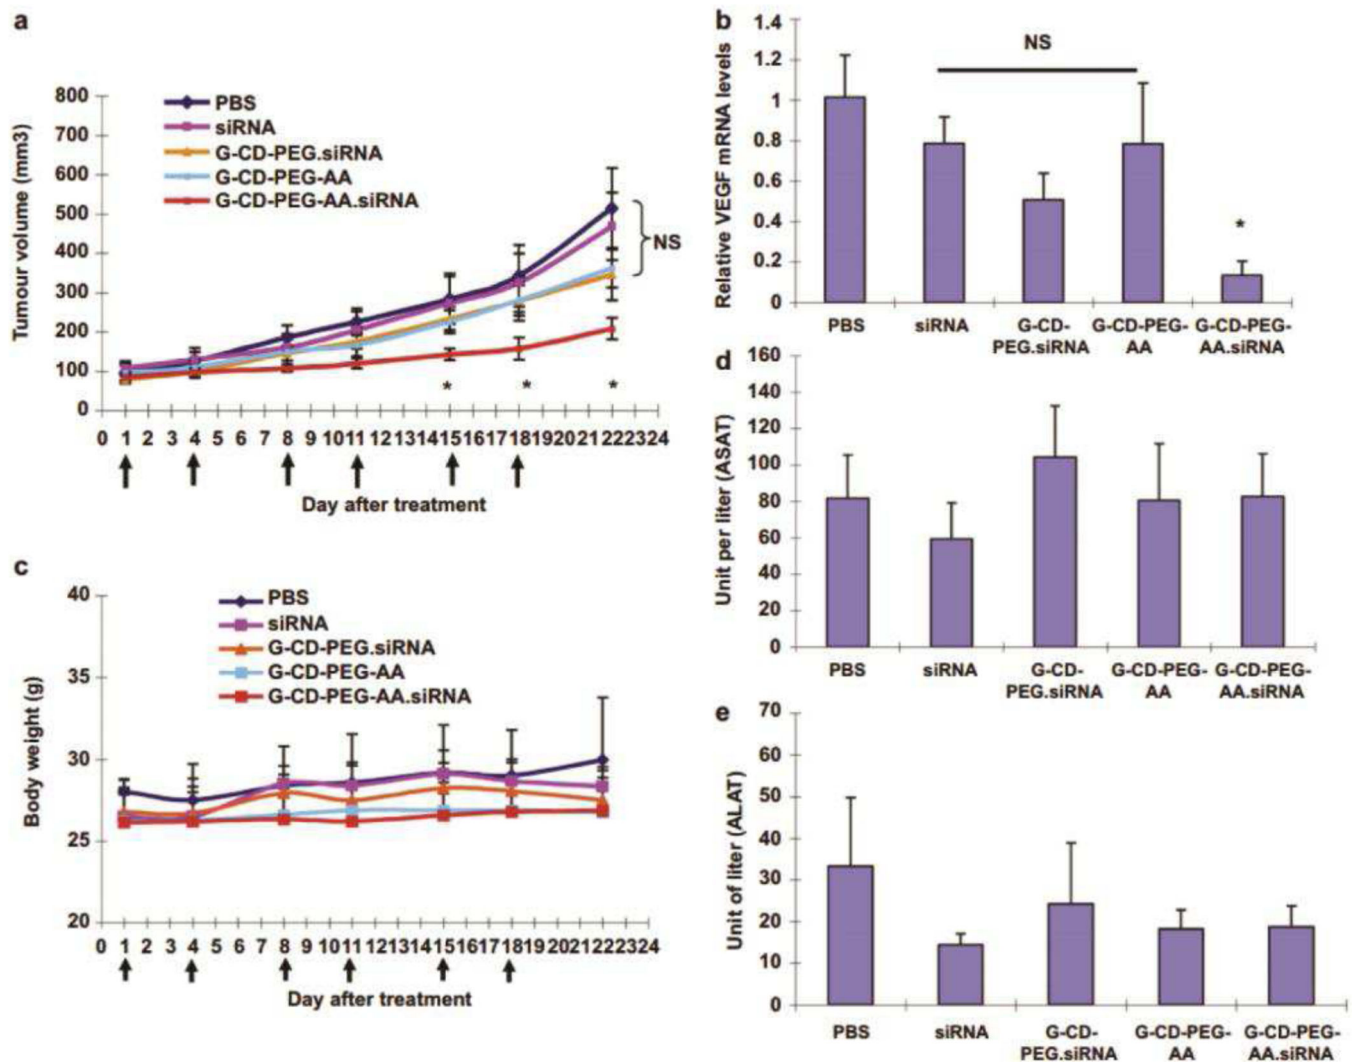 a
800
700
600
500
400
300
200
100
0
Tumour volume (mm3)
PBS
siRNA
G-CD-PEG.siRNA
G-CD-PEG-AA
G-CD-PEG-AA.siRNA
NS
* * *
0 1 2 3 4 5 6 7 8 9 10 11 12 13 14 15 16 17 18 19 20 21 22 23 24
Day after treatment
b
1.4
1.2
1
0.8
0.6
0.4
0.2
0
Relative VEGF mRNA levels
NS
*
PBS siRNA G-CD- G-CD-PEG- G-CD-PEG-
PEG.siRNA AA AA.siRNA
c
40
35
30
25
20
Body weight (g)
PBS
siRNA
G-CD-PEG.siRNA
G-CD-PEG-AA
G-CD-PEG-AA.siRNA
0 1 2 3 4 5 6 7 8 9 10 11 12 13 14 15 16 17 18 19 20 21 22 23 24
Day after treatment
d
160
140
120
100
80
60
40
20
0
Unit per liter (ASAT)
PBS siRNA G-CD- G-CD-PEG- G-CD-PEG-
PEG.siRNA AA AA.siRNA
e
70
60
50
40
30
20
10
0
Unit of liter (ALAT)
PBS siRNA G-CD- G-CD-PEG- G-CD-PEG-
PEG.siRNA AA AA.siRNA